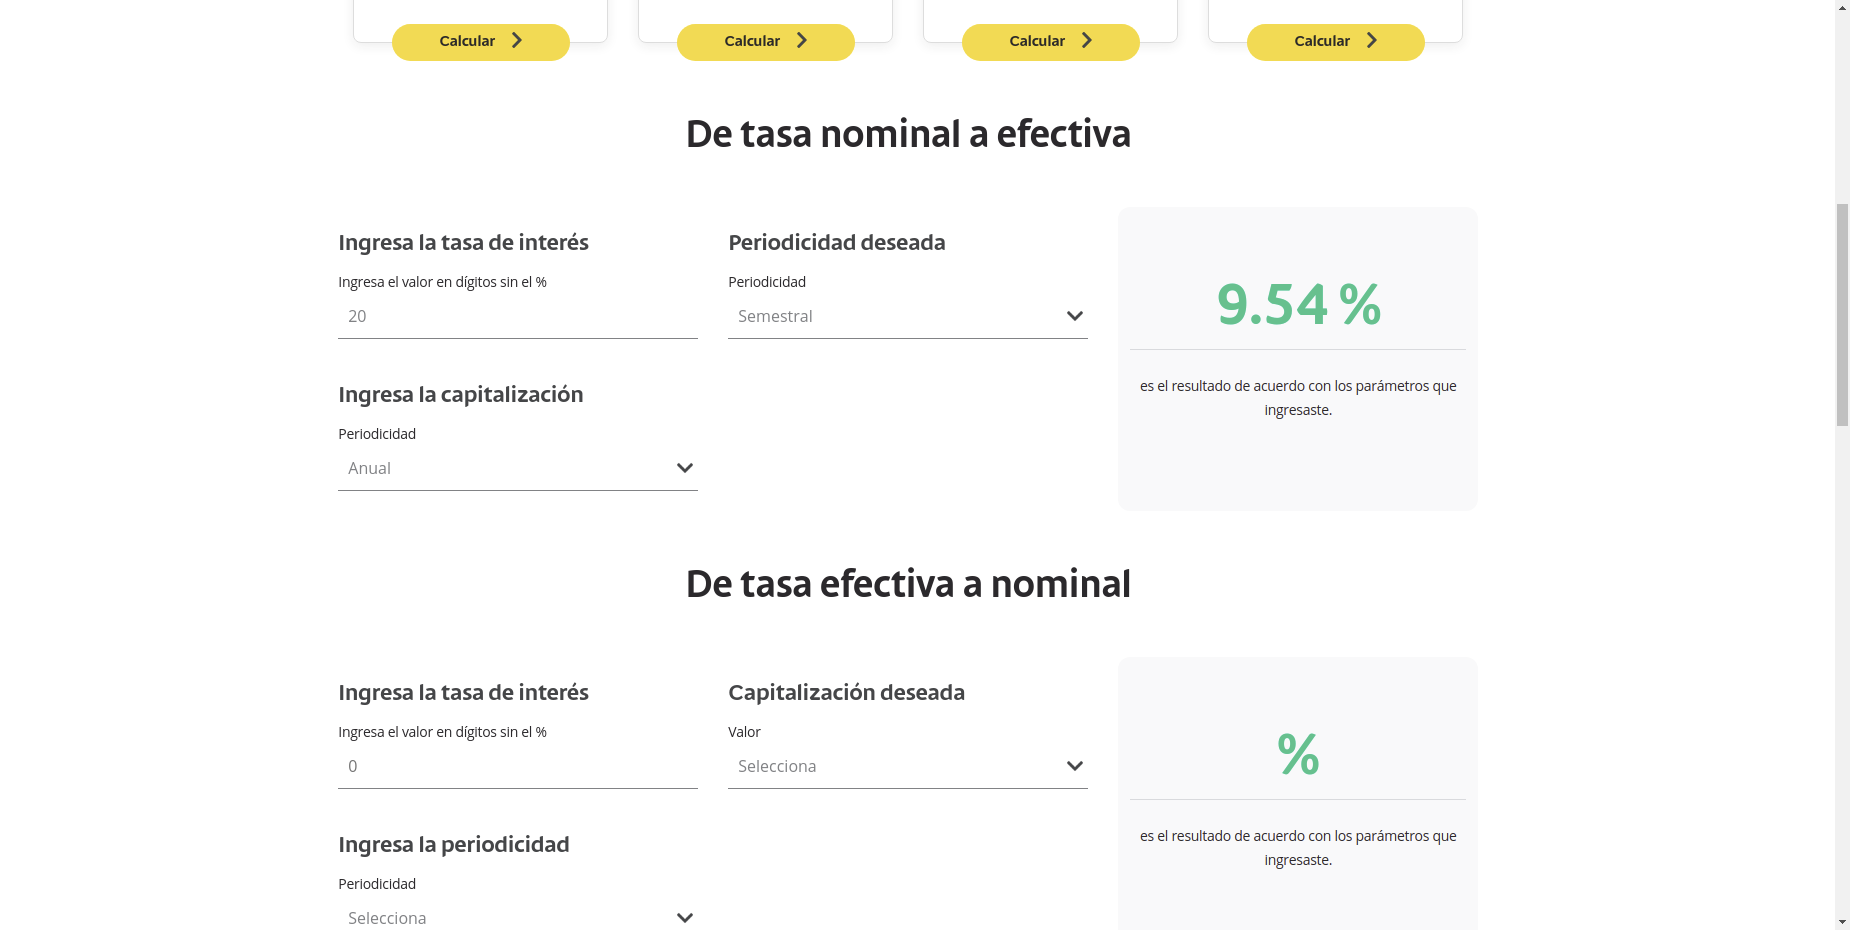 Calcular
Calcular
Calcular
Calcular
De tasa nominal a efectiva
Ingresa la tasa de interés
Ingresa el valor en dígitos sin el %
20
Periodicidad deseada
Periodicidad
Semestral
Ingresa la capitalización
Periodicidad
Anual
9.54 %
es el resultado de acuerdo con los parámetros que
ingresaste.
De tasa efectiva a nominal
Ingresa la tasa de interés
Ingresa el valor en dígitos sin el %
0
Capitalización deseada
Valor
Selecciona
Ingresa la periodicidad
Periodicidad
Selecciona
%
es el resultado de acuerdo con los parámetros que
ingresaste.